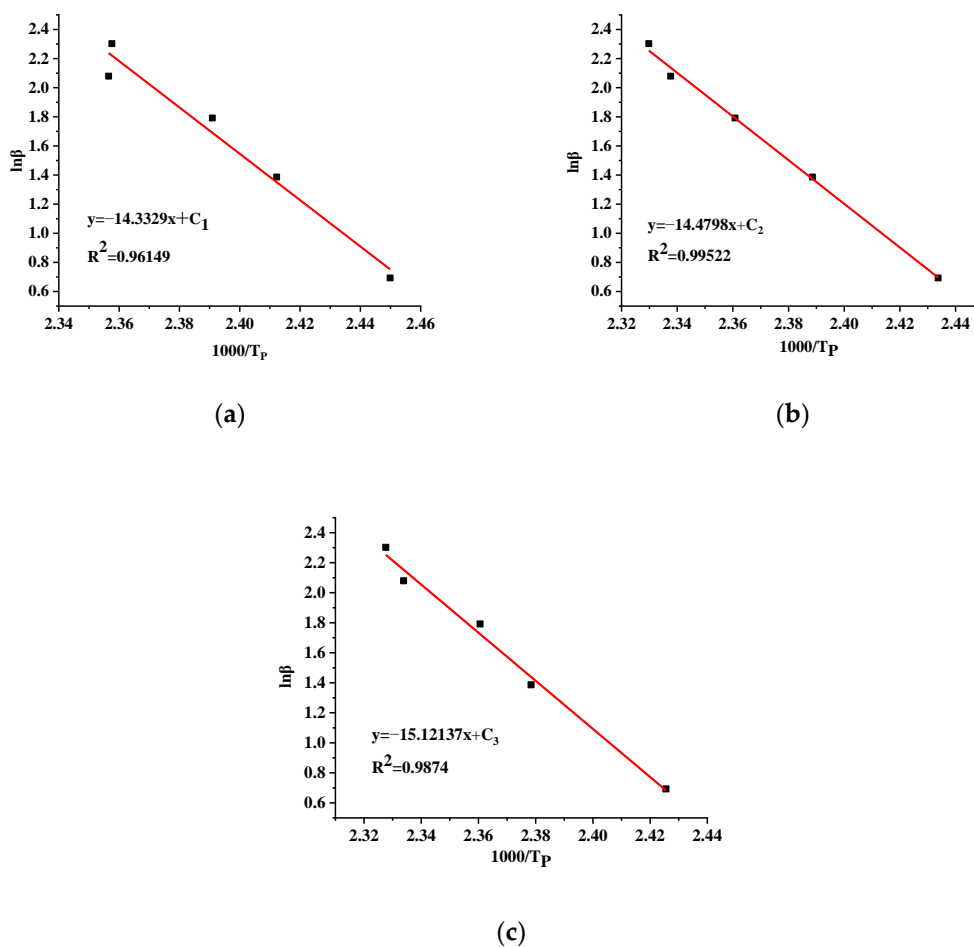 2.4
2.2
2.0
1.8
1.6
1.4
1.2
1.0
0.8
0.6
lnβ
y=−14.3329x+C1
R²=0.96149
2.34 2.36 2.38 2.40 2.42 2.44 2.46
1000/TP
(a)
2.4
2.2
2.0
1.8
1.6
1.4
1.2
1.0
0.8
0.6
lnβ
y=−14.4798x+C₂
R²=0.99522
2.32 2.34 2.36 2.38 2.40 2.42 2.44
1000/TP
(b)
2.4
2.2
2.0
1.8
1.6
1.4
1.2
1.0
0.8
0.6
lnβ
y=−15.12137x+C₃
R²=0.9874
2.32 2.34 2.36 2.38 2.40 2.42 2.44
1000/TP
(c)